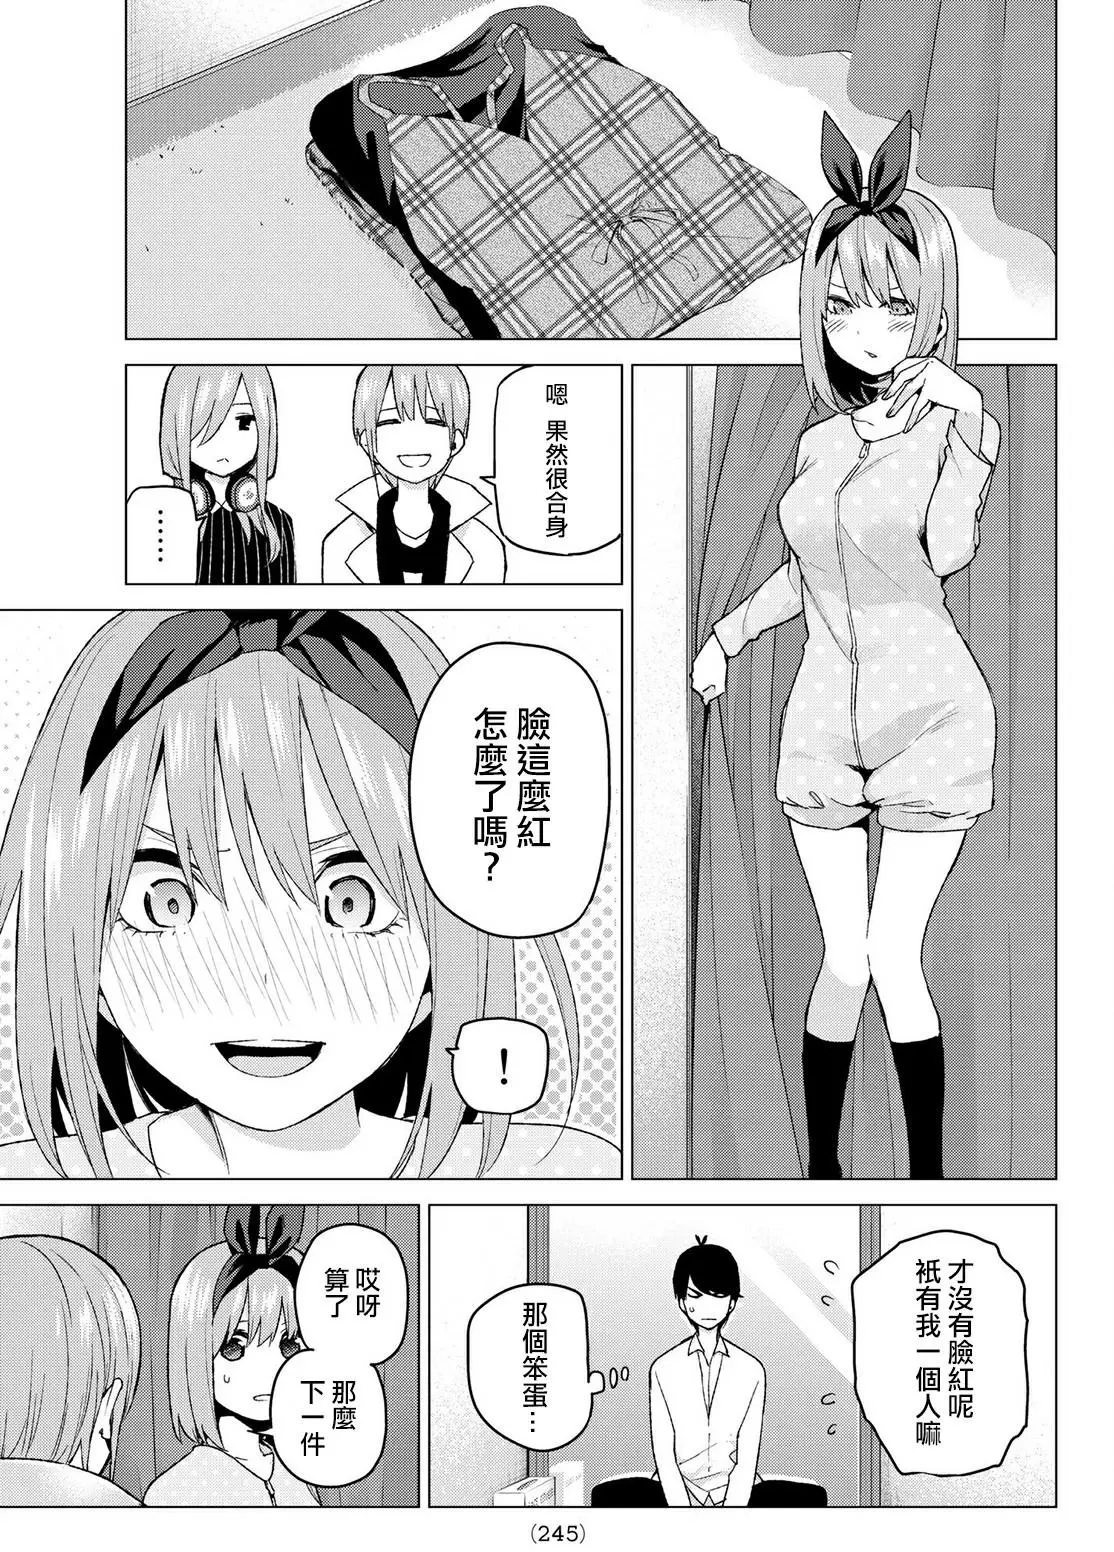 嗯 果然很合身
⋯⋯⋯
臉這麼紅
怎麼了嗎？
！
才沒有臉紅呢
衹有我一個人嘛
那個笨蛋⋯
哎呀
算了
那麼
下一件
(245)